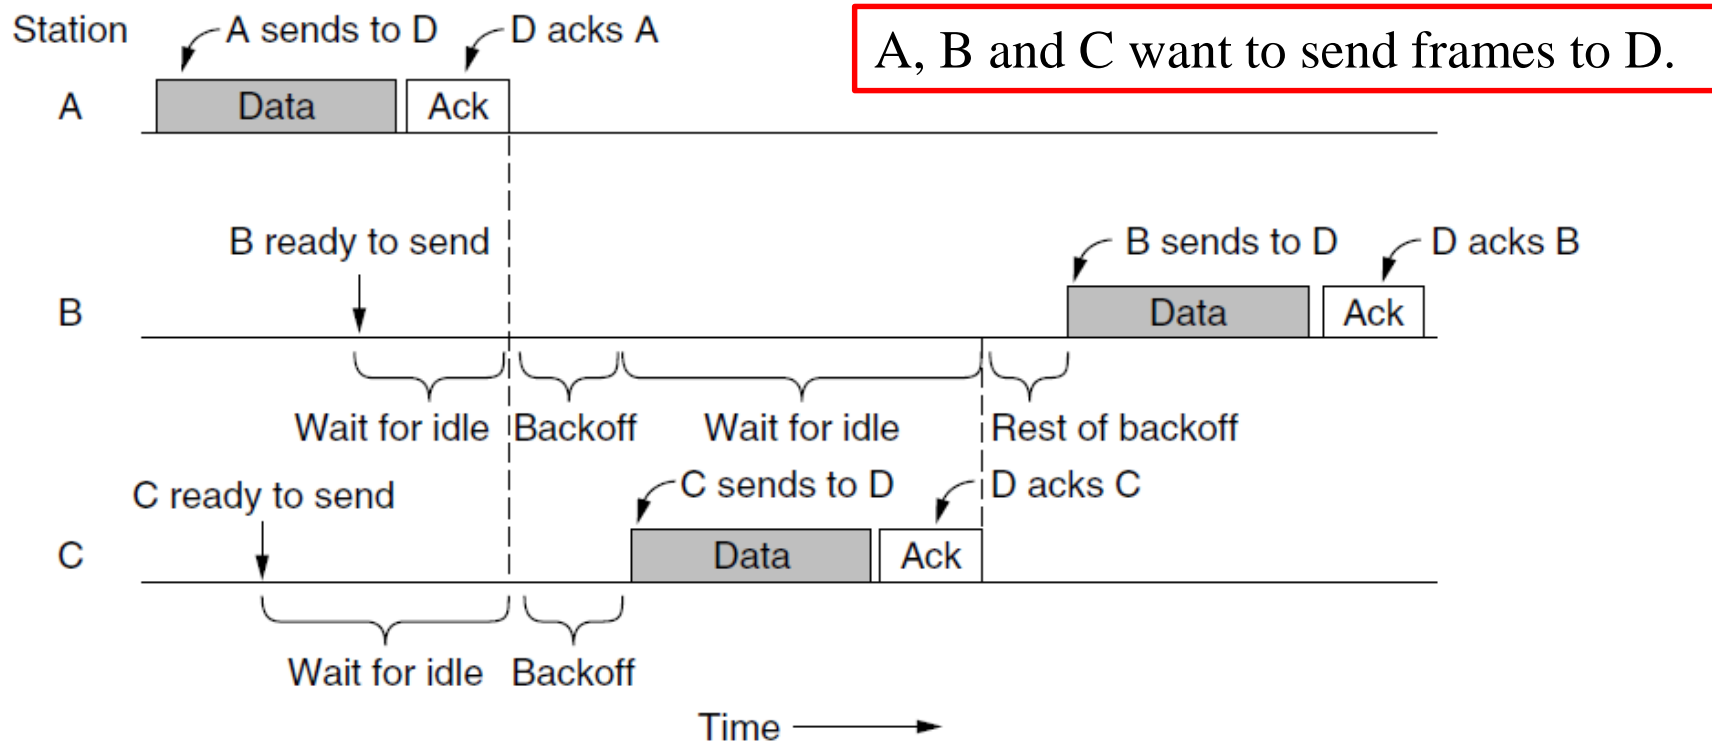 Station
A sends to D
D acks A
A, B and C want to send frames to D.
A
Data
Ack
B ready to send
B sends to D
D acks B
B
Data
Ack
Wait for idle
Backoff
Wait for idle
Rest of backoff
C ready to send
C sends to D
D acks C
C
Data
Ack
Wait for idle
Backoff
Time